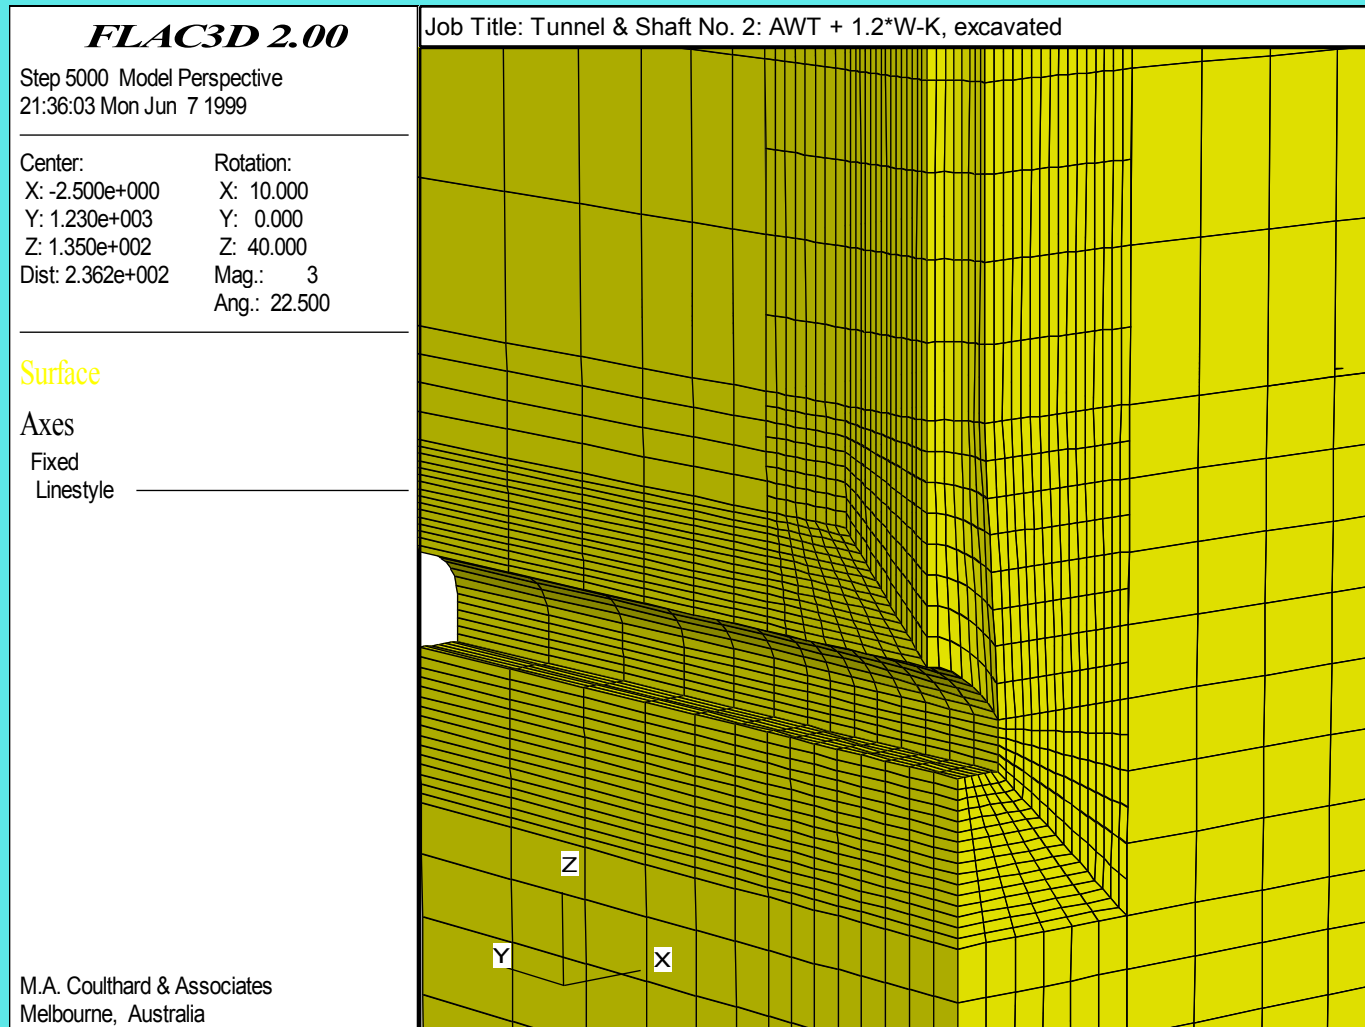 FLAC3D 2.00
Job Title: Tunnel & Shaft No. 2: AWT + 1.2*W-K, excavated
Step 5000 Model Perspective
21:36:03 Mon Jun 7 1999
Center: Rotation:
X: -2.500e+000 X: 10.000
Y: 1.230e+003 Y: 0.000
Z: 1.350e+002 Z: 40.000
Dist: 2.362e+002 Mag.: 3
Ang.: 22.500
Surface
Axes
Fixed
Linestyle
Z
Y
X
M.A. Coulthard & Associates
Melbourne, Australia